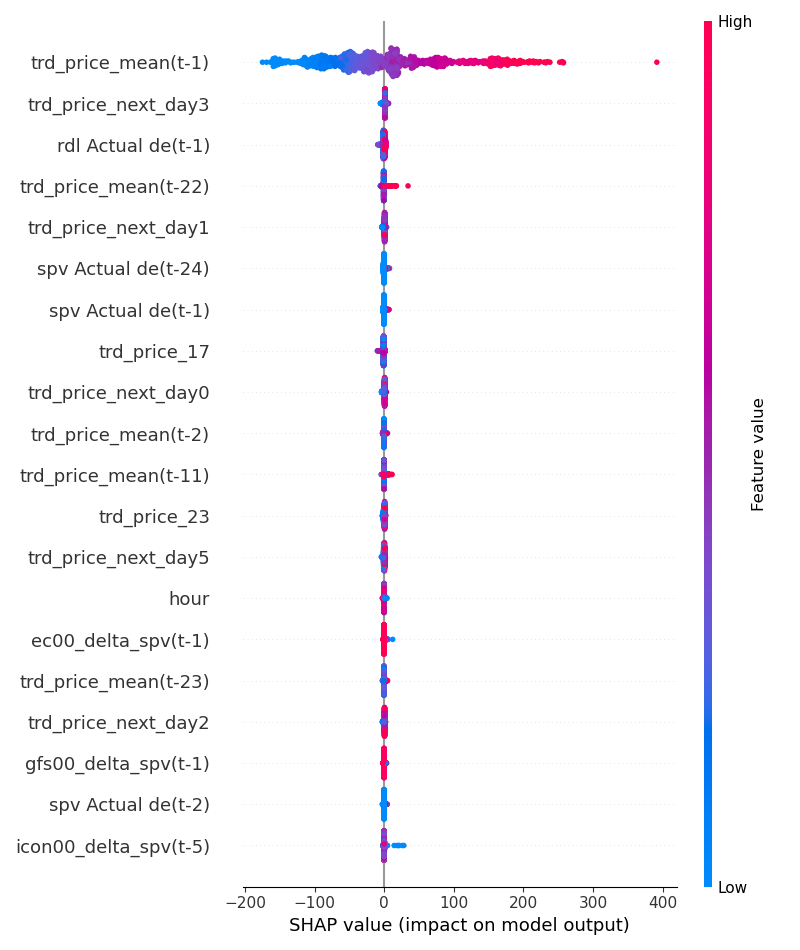 High
trd_price_mean(t-1)
trd_price_next_day3
rdl Actual de(t-1)
trd_price_mean(t-22)
trd_price_next_day1
spv Actual de(t-24)
spv Actual de(t-1)
trd_price_17
trd_price_next_day0
trd_price_mean(t-2)
trd_price_mean(t-11)
trd_price_23
trd_price_next_day5
hour
ec00_delta_spv(t-1)
trd_price_mean(t-23)
trd_price_next_day2
gfs00_delta_spv(t-1)
spv Actual de(t-2)
icon00_delta_spv(t-5)
Feature value
Low
−200 −100 0 100 200 300 400
SHAP value (impact on model output)